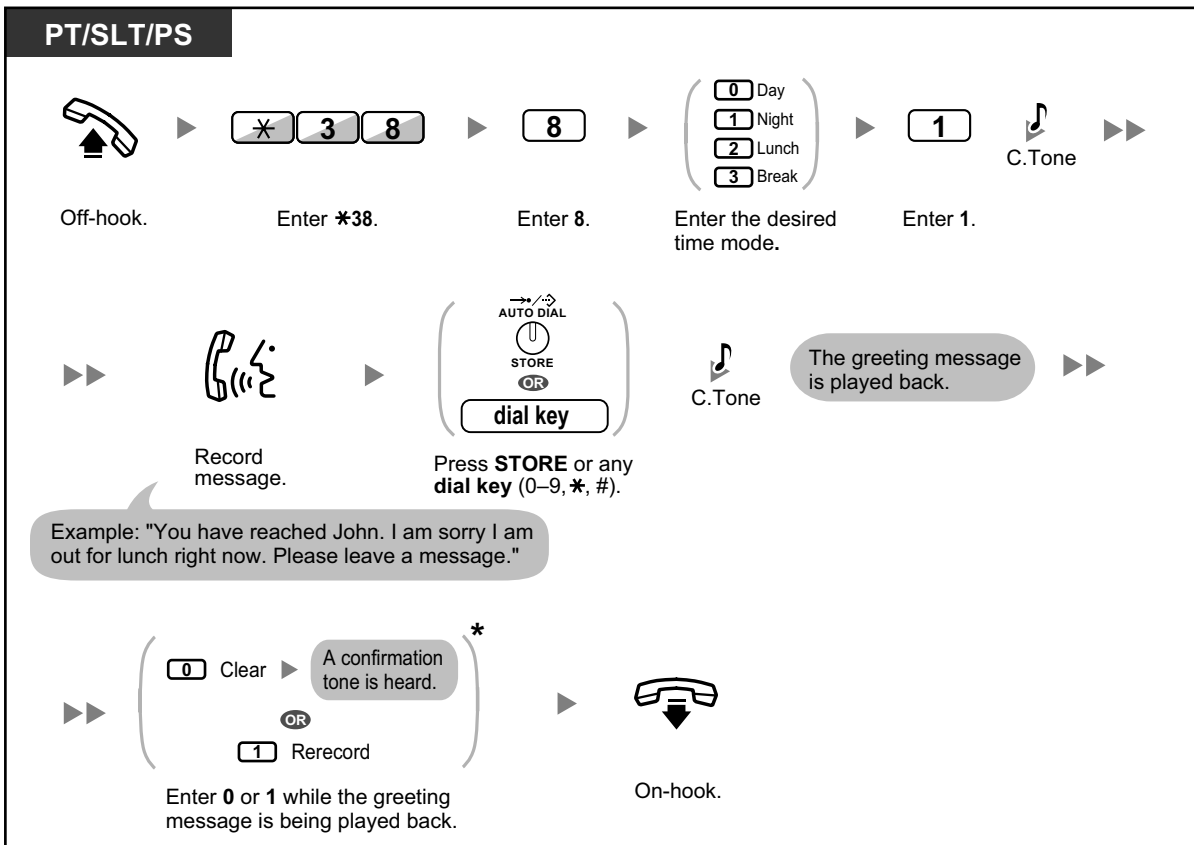 PT/SLT/PS
✳ 3 8
8
0 Day
1 Night
2 Lunch
3 Break
1
C.Tone
Off-hook.
Enter ✳38.
Enter 8.
Enter the desired
time mode.
Enter 1.
AUTO DIAL
STORE
OR
dial key
C.Tone
The greeting message
is played back.
Record
message.
Press STORE or any
dial key (0–9, ✳, #).
Example: "You have reached John. I am sorry I am
out for lunch right now. Please leave a message."
0 Clear
A confirmation
tone is heard.
*
OR
1 Rerecord
Enter 0 or 1 while the greeting
message is being played back.
On-hook.